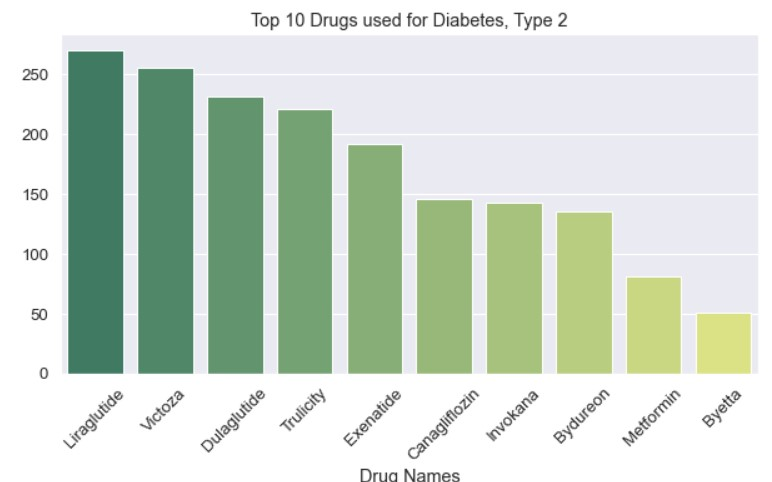 Top 10 Drugs used for Diabetes, Type 2
250
200
150
100
50
0
Liraglutide
Victoza
Dulaglutide
Trulicity
Exenatide
Canagliflozin
Invokana
Bydureon
Metformin
Byetta
Drug Names